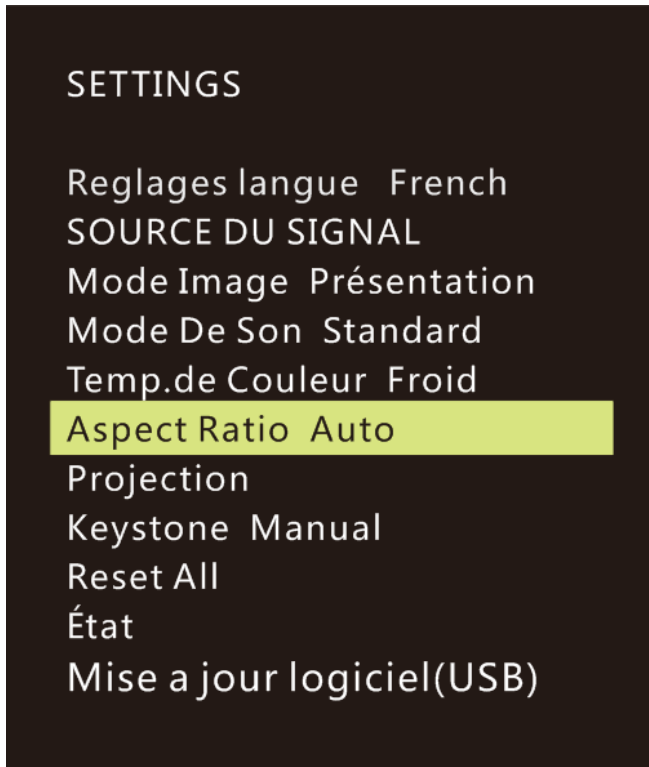 SETTINGS
Reglages langue French
SOURCE DU SIGNAL
Mode Image Présentation
Mode De Son Standard
Temp.de Couleur Froid
Aspect Ratio Auto
Projection
Keystone Manual
Reset All
État
Mise a jour logiciel(USB)